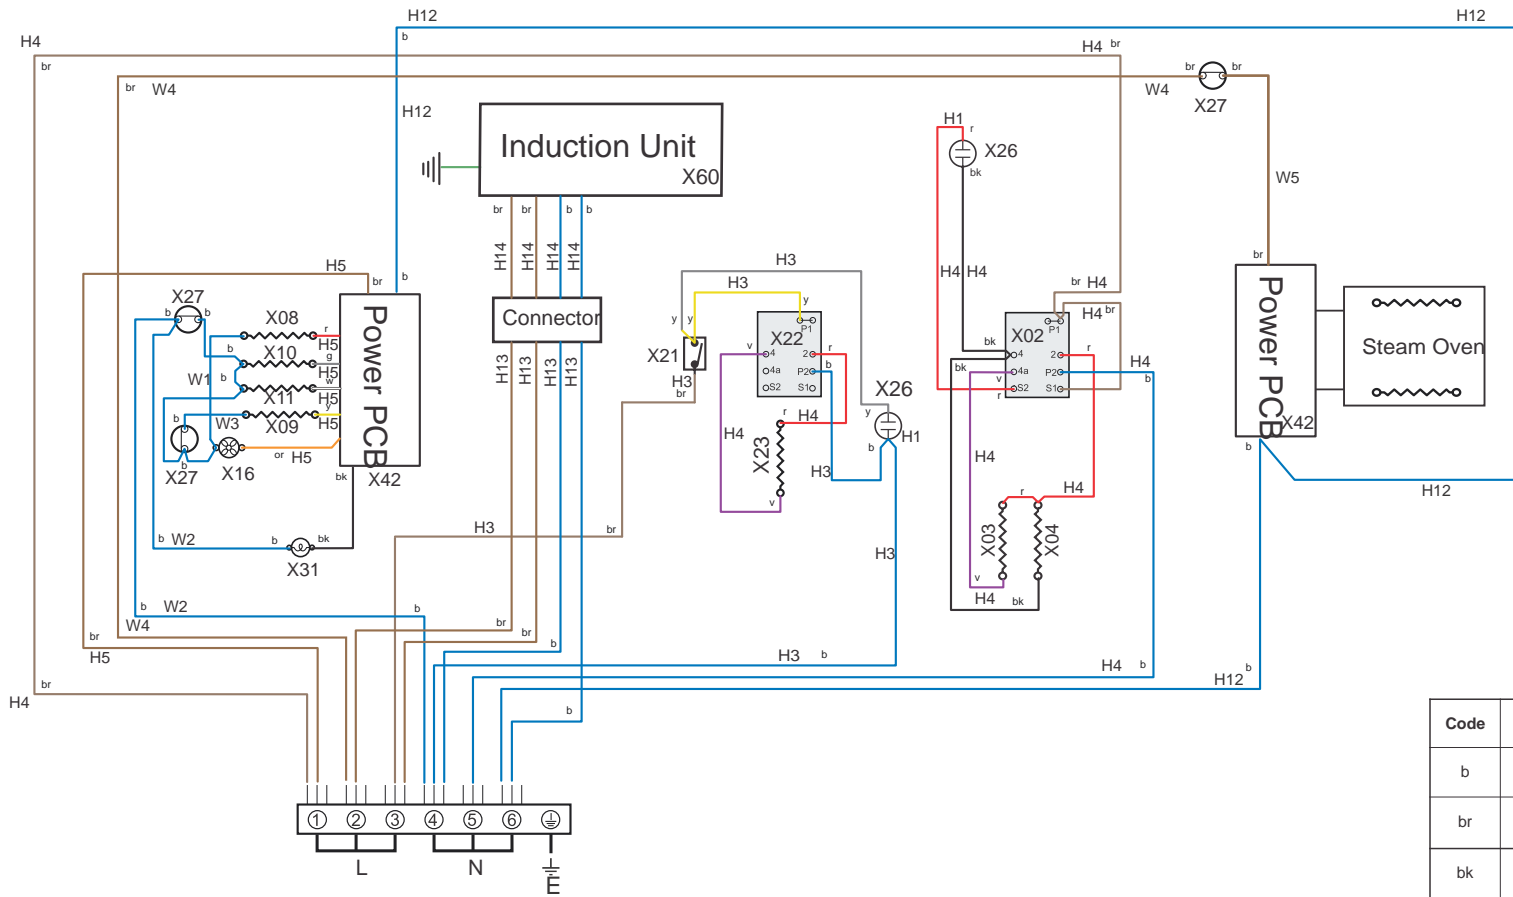 H12
H12
b
H4
H4 br
br
br W4
br
br
W4
X27
H12
Induction Unit
X60
H1
r
X26
bk
W5
br
br
b
b
H14
H14
H14
H14
H5
br
b
H3
H3
y
H4
H4
br H4
H4 br
br
X27
b
b
X08
r
H5
X10
g
H5
b
W1
b
w
X11
H5
W3
y
X09
H5
b
b
X27
X16
or H5
Power PCB
X42
bk
Connector
H13
H13
H13
H13
y
y
X21
H3
br
X22
P1
v
4
2
r
4a
P2
b
S2
S1
X26
y
H1
b
r
H4
H4
X23
v
H3
X02
P1
bk
4
2
r
bk
4a
P2
v
S2
S1
r
H4
b
H4
r
H4
X03
X04
v
H4
bk
Power PCB
X42
b
Steam Oven
H12
b W2
b
bk
X31
H3
br
H3
b W2
b
W4
br
H5
br
br
b
H3 b
H4 b
b
H12
br
H4
b
1
2
3
4
5
6
L
N
E
Code
b
br
bk